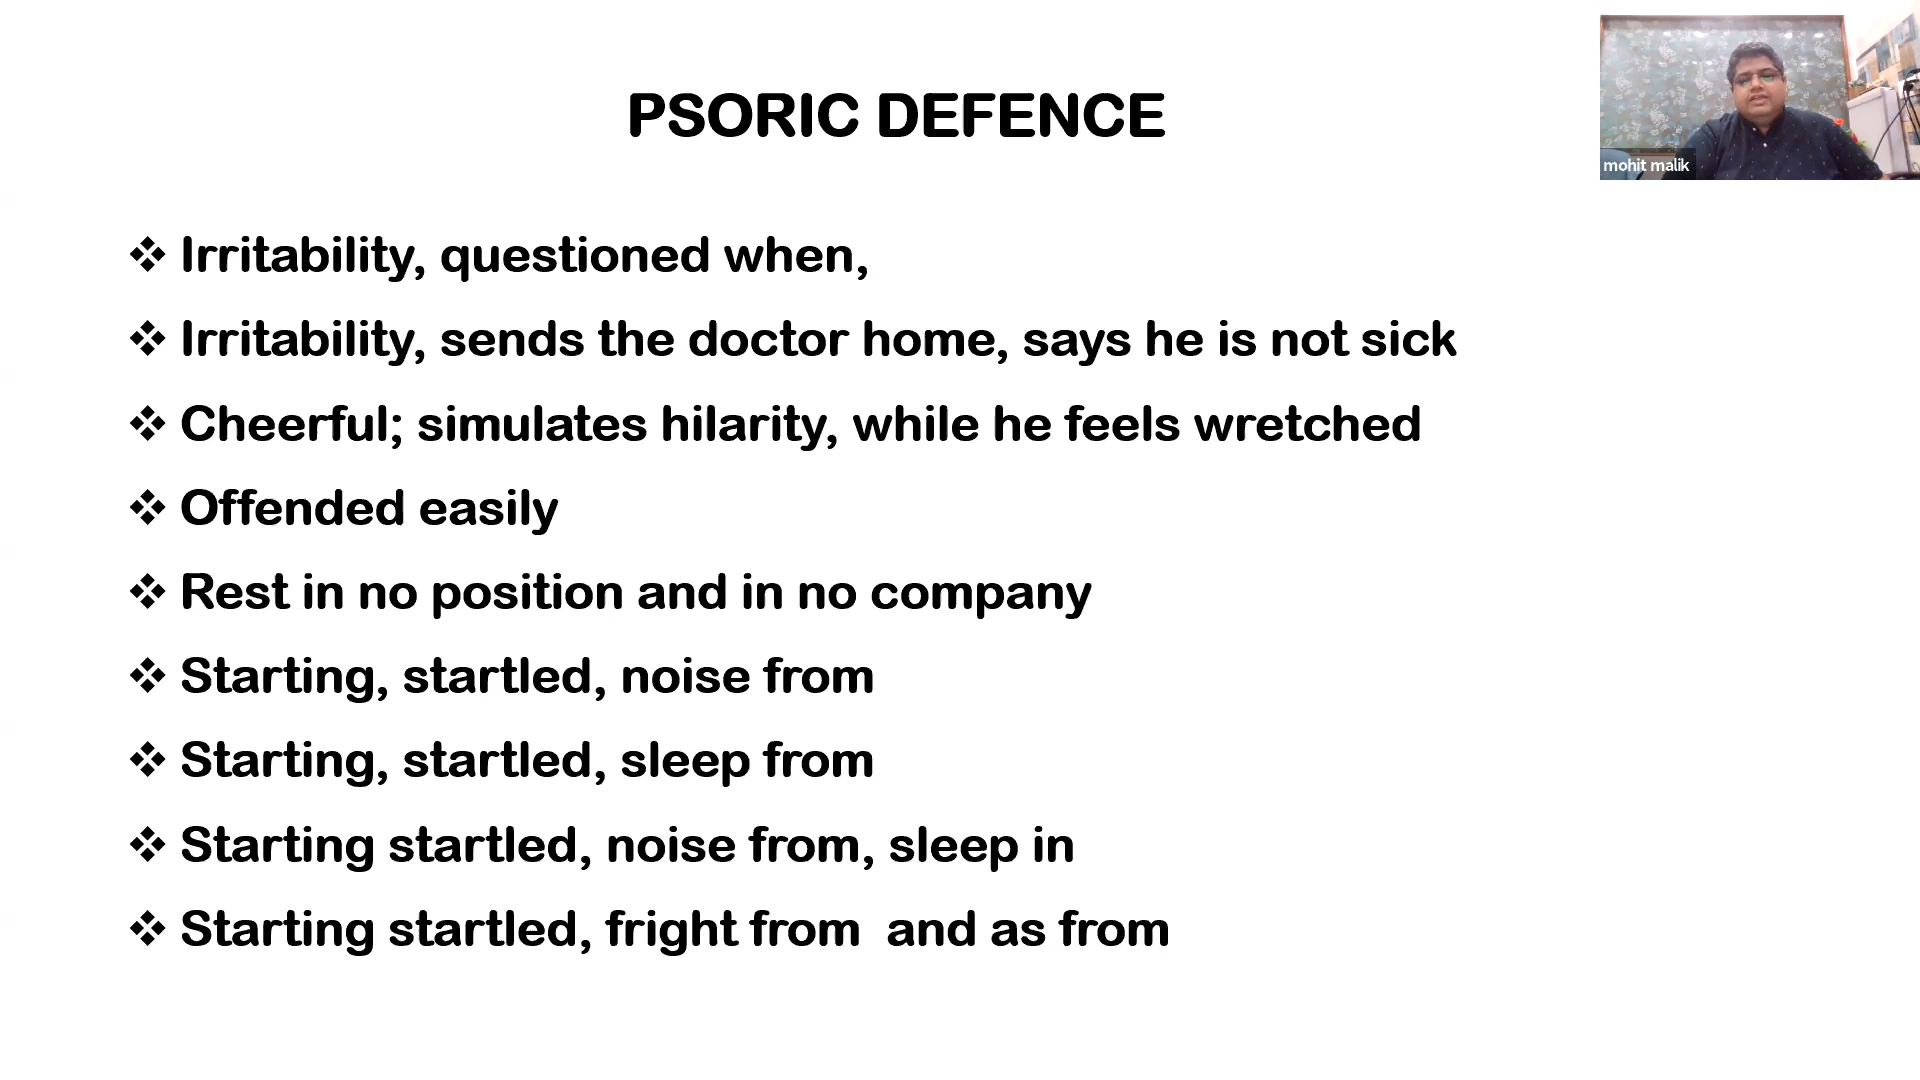 PSORIC DEFENCE
mohit malik
❖ Irritability, questioned when,
❖ Irritability, sends the doctor home, says he is not sick
❖ Cheerful; simulates hilarity, while he feels wretched
❖ Offended easily
❖ Rest in no position and in no company
❖ Starting, startled, noise from
❖ Starting, startled, sleep from
❖ Starting startled, noise from, sleep in
❖ Starting startled, fright from  and as from